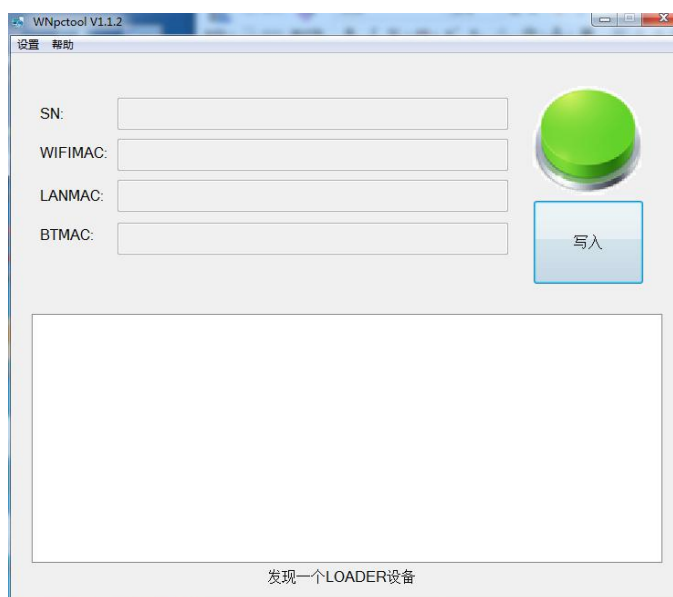 WNpctool V1.1.2
设置 帮助
SN:
WIFIMAC:
LANMAC:
BTMAC:
写入
发现一个LOADER设备